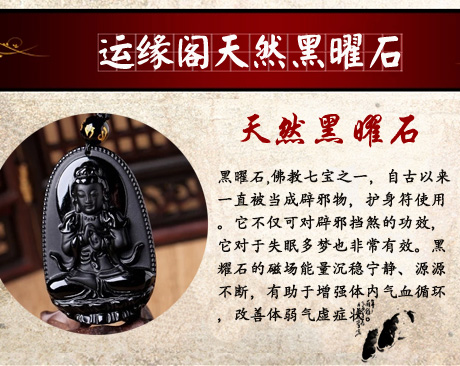 运缘阁天然黑曜石
天然黑曜石
黑曜石,佛教七宝之一，自古以来
一直被当成辟邪物，护身符使用
。它不仅可对辟邪挡煞的功效，
它对于失眠多梦也非常有效。黑
耀石的磁场能量沉稳宁静、源源
不断，有助于增强体内气血循环
，改善体弱气虚症状。